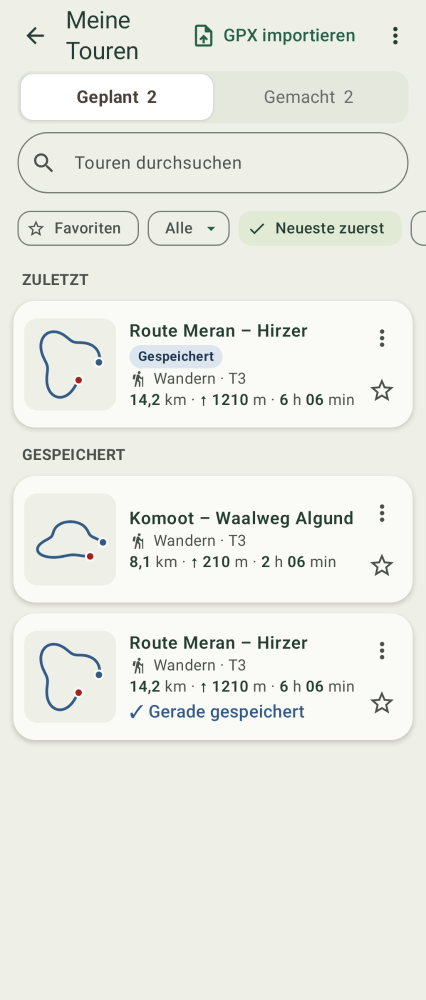 Meine
Touren
GPX importieren
Geplant 2
Gemacht 2
Touren durchsuchen
Favoriten
Alle
Neueste zuerst
ZULETZT
Route Meran – Hirzer
Gespeichert
Wandern · T3
14,2 km · ↑ 1210 m · 6 h 06 min
GESPEICHERT
Komoot – Waalweg Algund
Wandern · T3
8,1 km · ↑ 210 m · 2 h 06 min
Route Meran – Hirzer
Wandern · T3
14,2 km · ↑ 1210 m · 6 h 06 min
✓ Gerade gespeichert